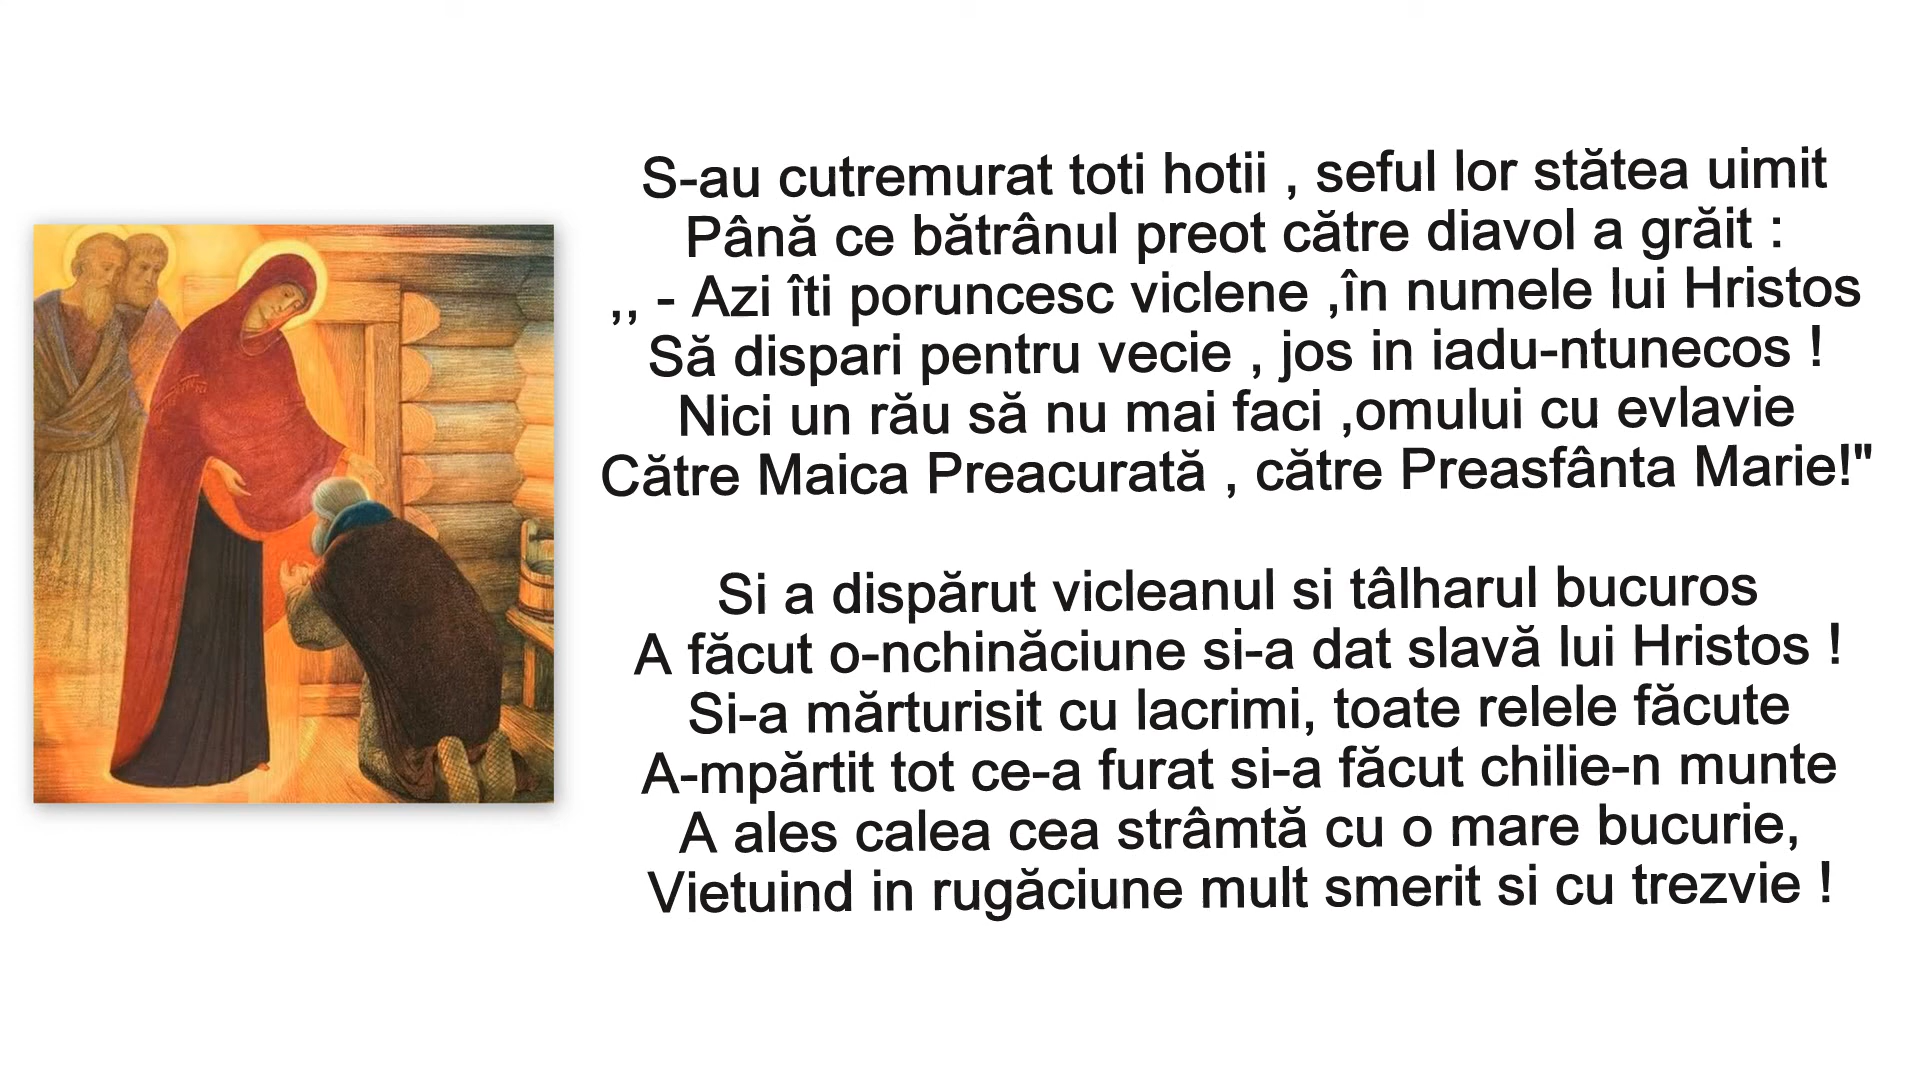 S-au cutremurat toti hotii , seful lor stătea uimit
Până ce bătrânul preot către diavol a grăit :
,, - Azi îti poruncesc viclene ,în numele lui Hristos
Să dispari pentru vecie , jos in iadu-ntunecos !
Nici un rău să nu mai faci ,omului cu evlavie
Către Maica Preacurată , către Preasfânta Marie!"
Si a dispărut vicleanul si tâlharul bucuros
A făcut o-nchinăciune si-a dat slavă lui Hristos !
Si-a mărturisit cu lacrimi, toate relele făcute
A-mpărtit tot ce-a furat si-a făcut chilie-n munte
A ales calea cea strâmtă cu o mare bucurie,
Vietuind in rugăciune mult smerit si cu trezvie !